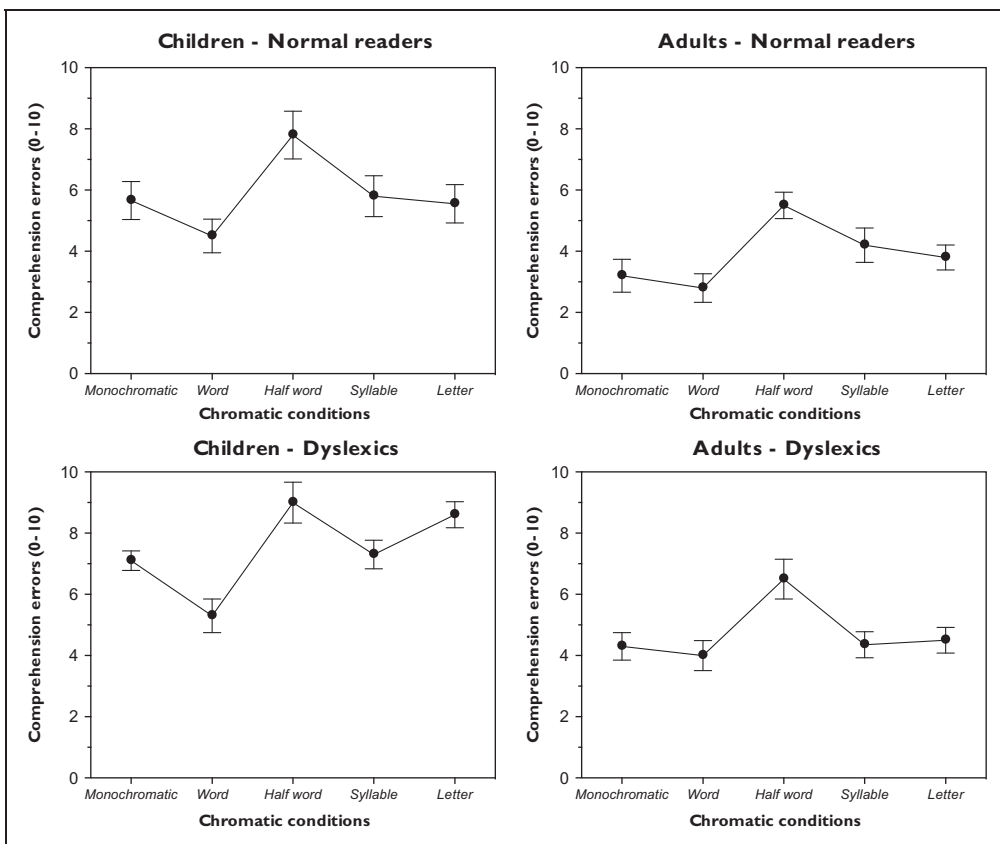 Children - Normal readers
Comprehension errors (0-10)
10
8
6
4
2
0
Monochromatic Word Half word Syllable Letter
Chromatic conditions
Adults - Normal readers
Comprehension errors (0-10)
10
8
6
4
2
0
Monochromatic Word Half word Syllable Letter
Chromatic conditions
Children - Dyslexics
Comprehension errors (0-10)
10
8
6
4
2
0
Monochromatic Word Half word Syllable Letter
Chromatic conditions
Adults - Dyslexics
Comprehension errors (0-10)
10
8
6
4
2
0
Monochromatic Word Half word Syllable Letter
Chromatic conditions